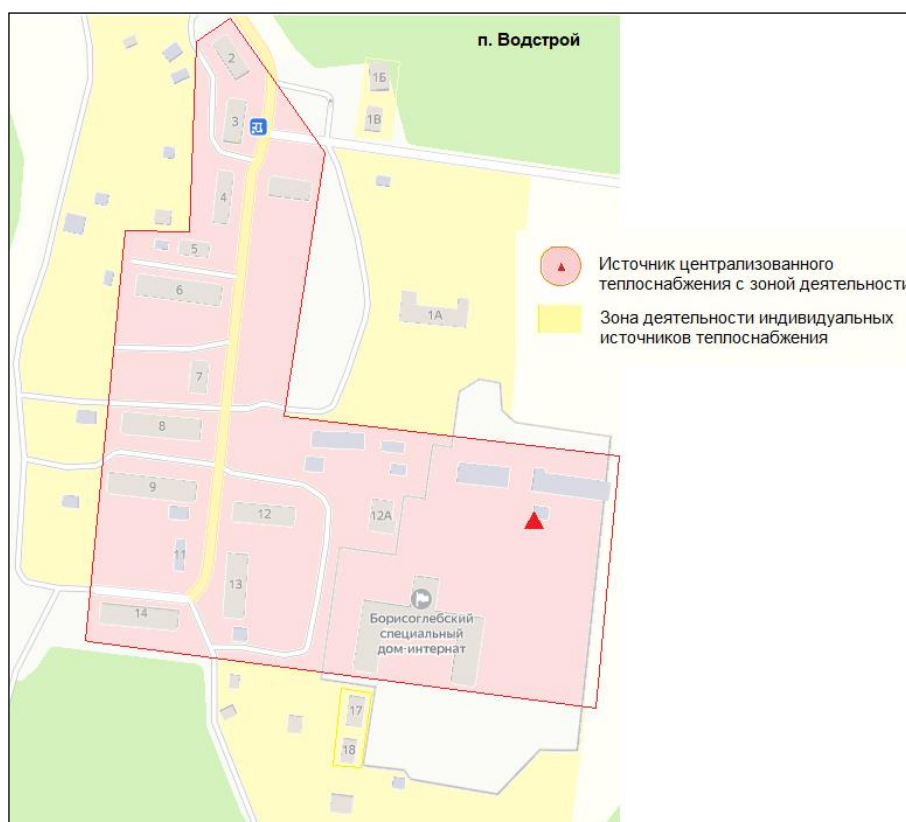 п. Водстрой
2
1Б
3
1В
4
5
6
1А
Источник централизованного
теплоснабжения с зоной деятельности
Зона деятельности индивидуальных
источников теплоснабжения
7
8
9
12
12А
11
13
14
Борисоглебский
специальный
дом-интернат
17
18